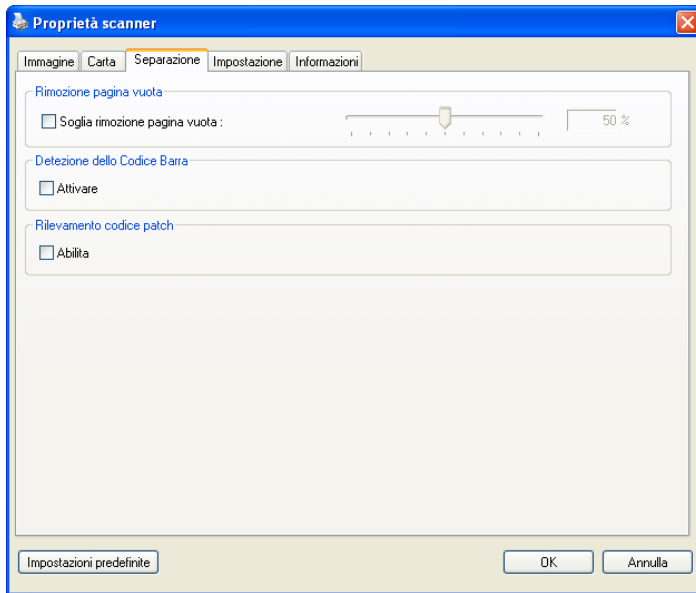 Proprietà scanner
Immagine Carta Separazione Impostazione Informazioni
Rimozione pagina vuota
Soglia rimozione pagina vuota : 50 %
Detezione dello Codice Barra
Attivare
Rilevamento codice patch
Abilita
Impostazioni predefinite OK Annulla